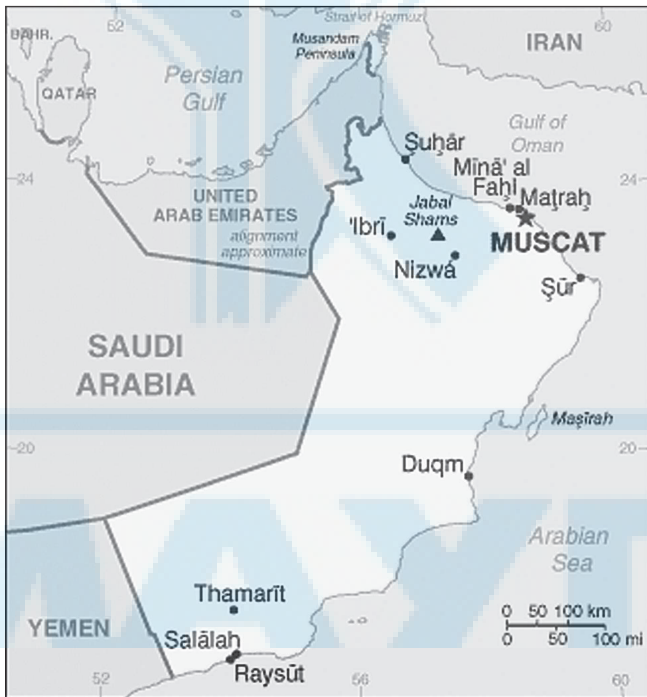 52
Strait of Hormuz
60
BAHR.
Musandam
Peninsula
IRAN
Persian
Gulf
QATAR
Gulf of
Oman
Şuḩār
24
Mīnā' al
Faḩl
24
UNITED
ARAB EMIRATES
Jabal
Shams
Maţraḩ
'Ibrī
alignment
approximate
MUSCAT
Nizwá
Şūr
SAUDI
ARABIA
Maşīrah
20
20
Duqm
Arabian
Sea
Thamarīt
0 50 100 km
YEMEN
Salālah
0 50 100 mi
Raysūt
52
56
60